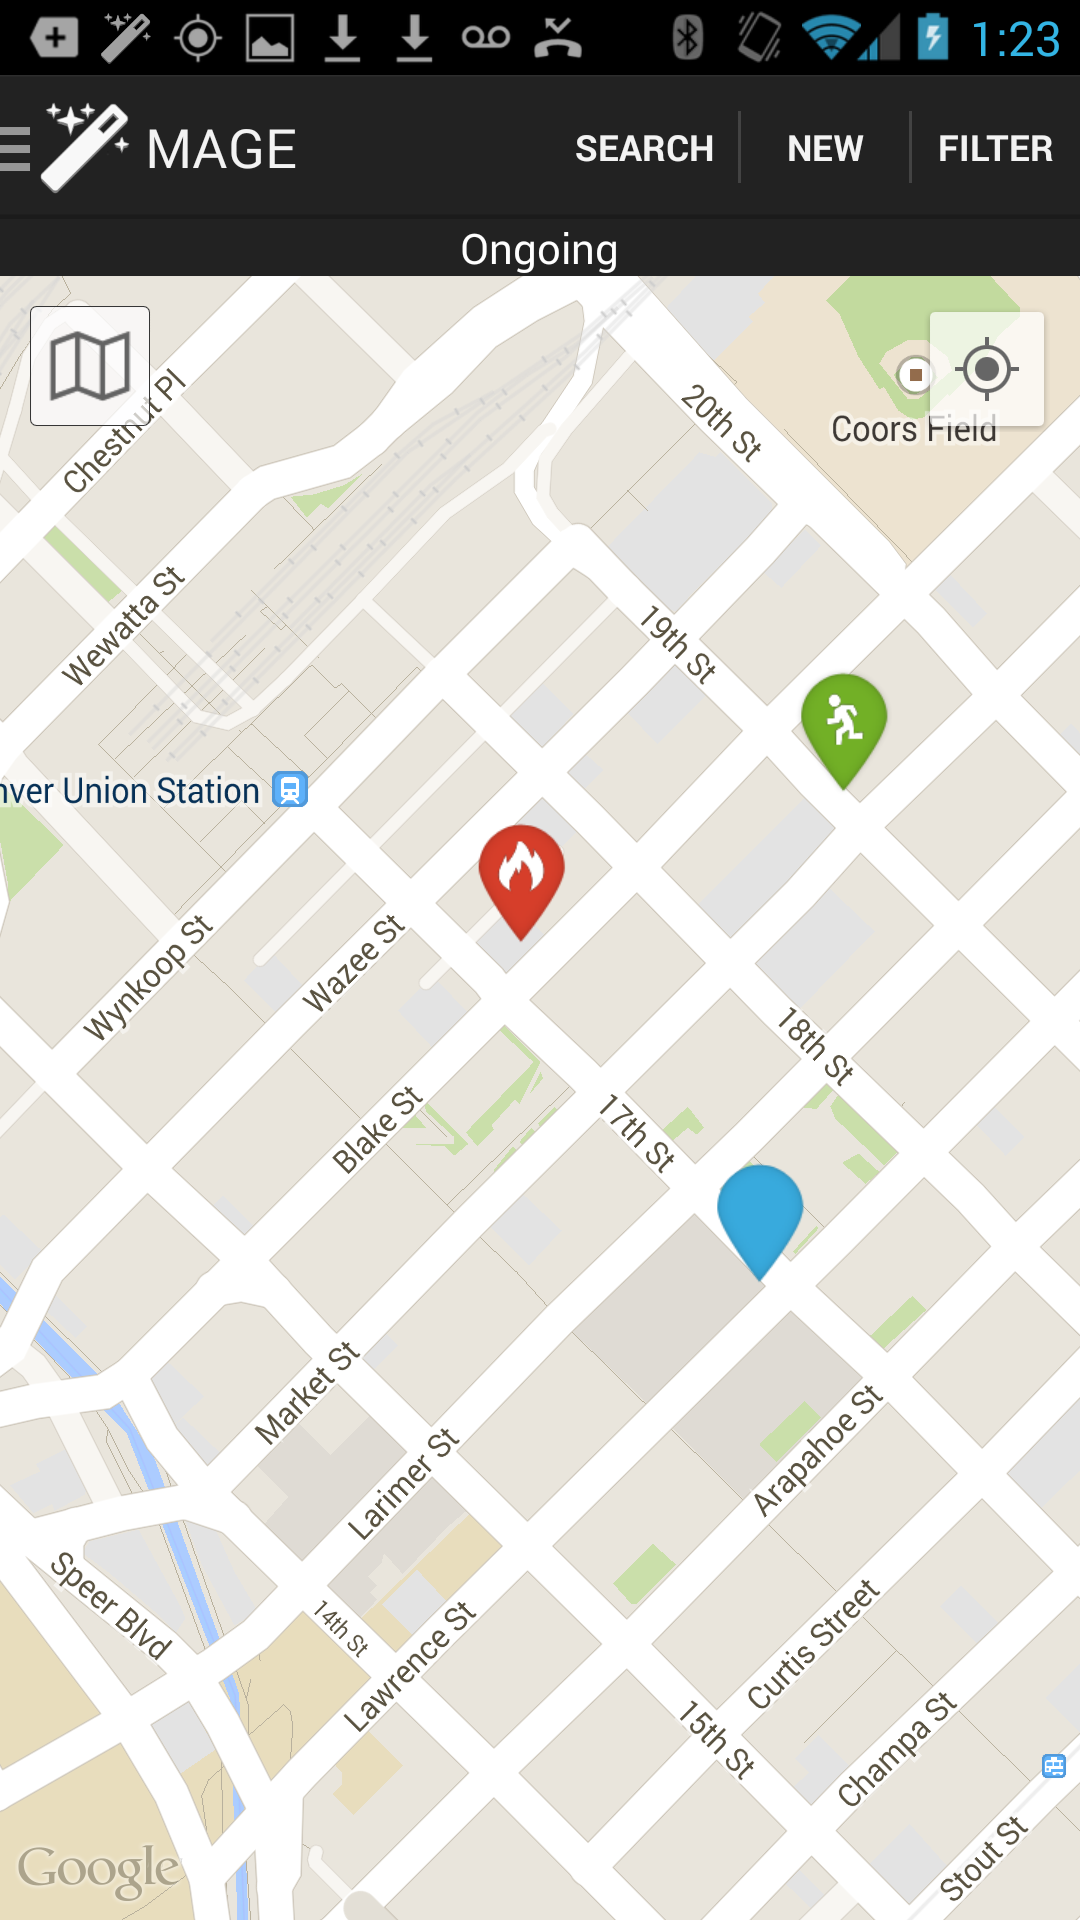 1:23
MAGE
SEARCH
NEW
FILTER
Ongoing
Chestnut Pl
20th St
Coors Field
Wewatta St
19th St
Union Station
Wynkoop St
Wazee St
18th St
Blake St
17th St
Market St
Larimer St
Arapahoe St
Speer Blvd
14th St
Lawrence St
Curtis Street
15th St
Champa St
Stout St
Google